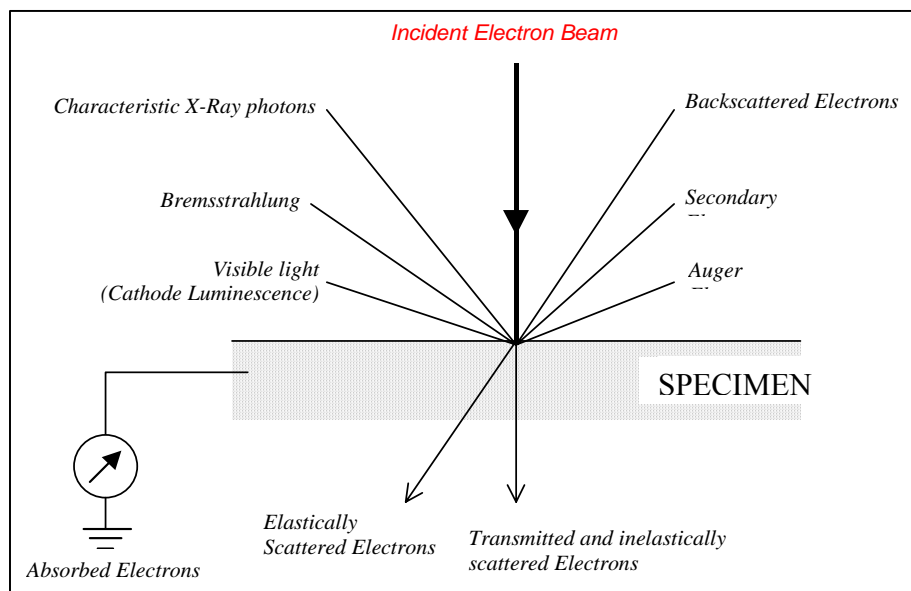 Incident Electron Beam
Characteristic X-Ray photons
Backscattered Electrons
Bremsstrahlung
Secondary
Visible light
(Cathode Luminescence)
Auger
SPECIMEN
Elastically
Scattered Electrons
Transmitted and inelastically
scattered Electrons
Absorbed Electrons